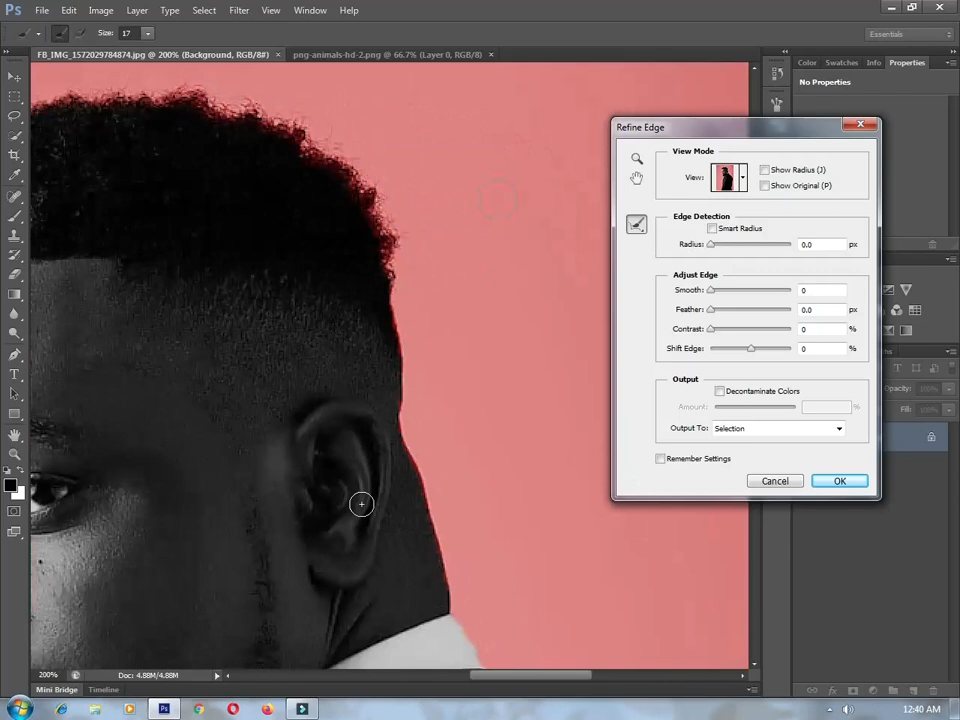 Ps File Edit Image Layer Type Select Filter View Window Help
Size: 17 Essentials
FB_IMG_1572029784874.jpg @ 200% (Background, RGB/8#) × png-animals-hd-2.png @ 66.7% (Layer 0, RGB/8) ×
Color Swatches Info Properties
No Properties
Refine Edge
View Mode
View:
Show Radius (J)
Show Original (P)
Edge Detection
Smart Radius
Radius: 0.0 px
Adjust Edge
Smooth: 0
Feather: 0.0 px
Contrast: 0 %
Shift Edge: 0 %
Output
Decontaminate Colors
Amount: %
Output To: Selection
Remember Settings
Cancel OK
Opacity:
Fill:
200% Doc: 4.88M/4.88M
Mini Bridge Timeline
Ps 12:40 AM